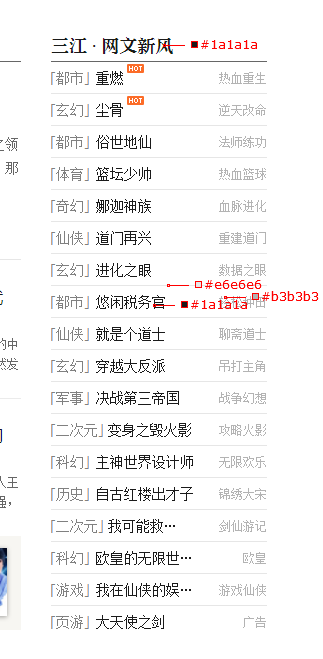 三江 · 网文新风 #1a1a1a
「都市」重燃 HOT 热血重生
「玄幻」尘骨 HOT 逆天改命
「都市」俗世地仙 法师练功
「体育」篮坛少帅 热血篮球
「奇幻」娜迦神族 血脉进化
「仙侠」道门再兴 重建道门
「玄幻」进化之眼 数据之眼
#e6e6e6
#b3b3b3
「都市」悠闲税务官 #1a1a1a 种田
「仙侠」就是个道士 聊斋道士
「玄幻」穿越大反派 吊打主角
「军事」决战第三帝国 战争幻想
「二次元」变身之毁火影 攻略火影
「科幻」主神世界设计师 无限欢乐
「历史」自古红楼出才子 锦绣大宋
「二次元」我可能救… 剑仙游记
「科幻」欧皇的无限世… 欧皇
「游戏」我在仙侠的娱… 游戏仙侠
「页游」大天使之剑 广告
之领
那
的中
然发
人王
强，